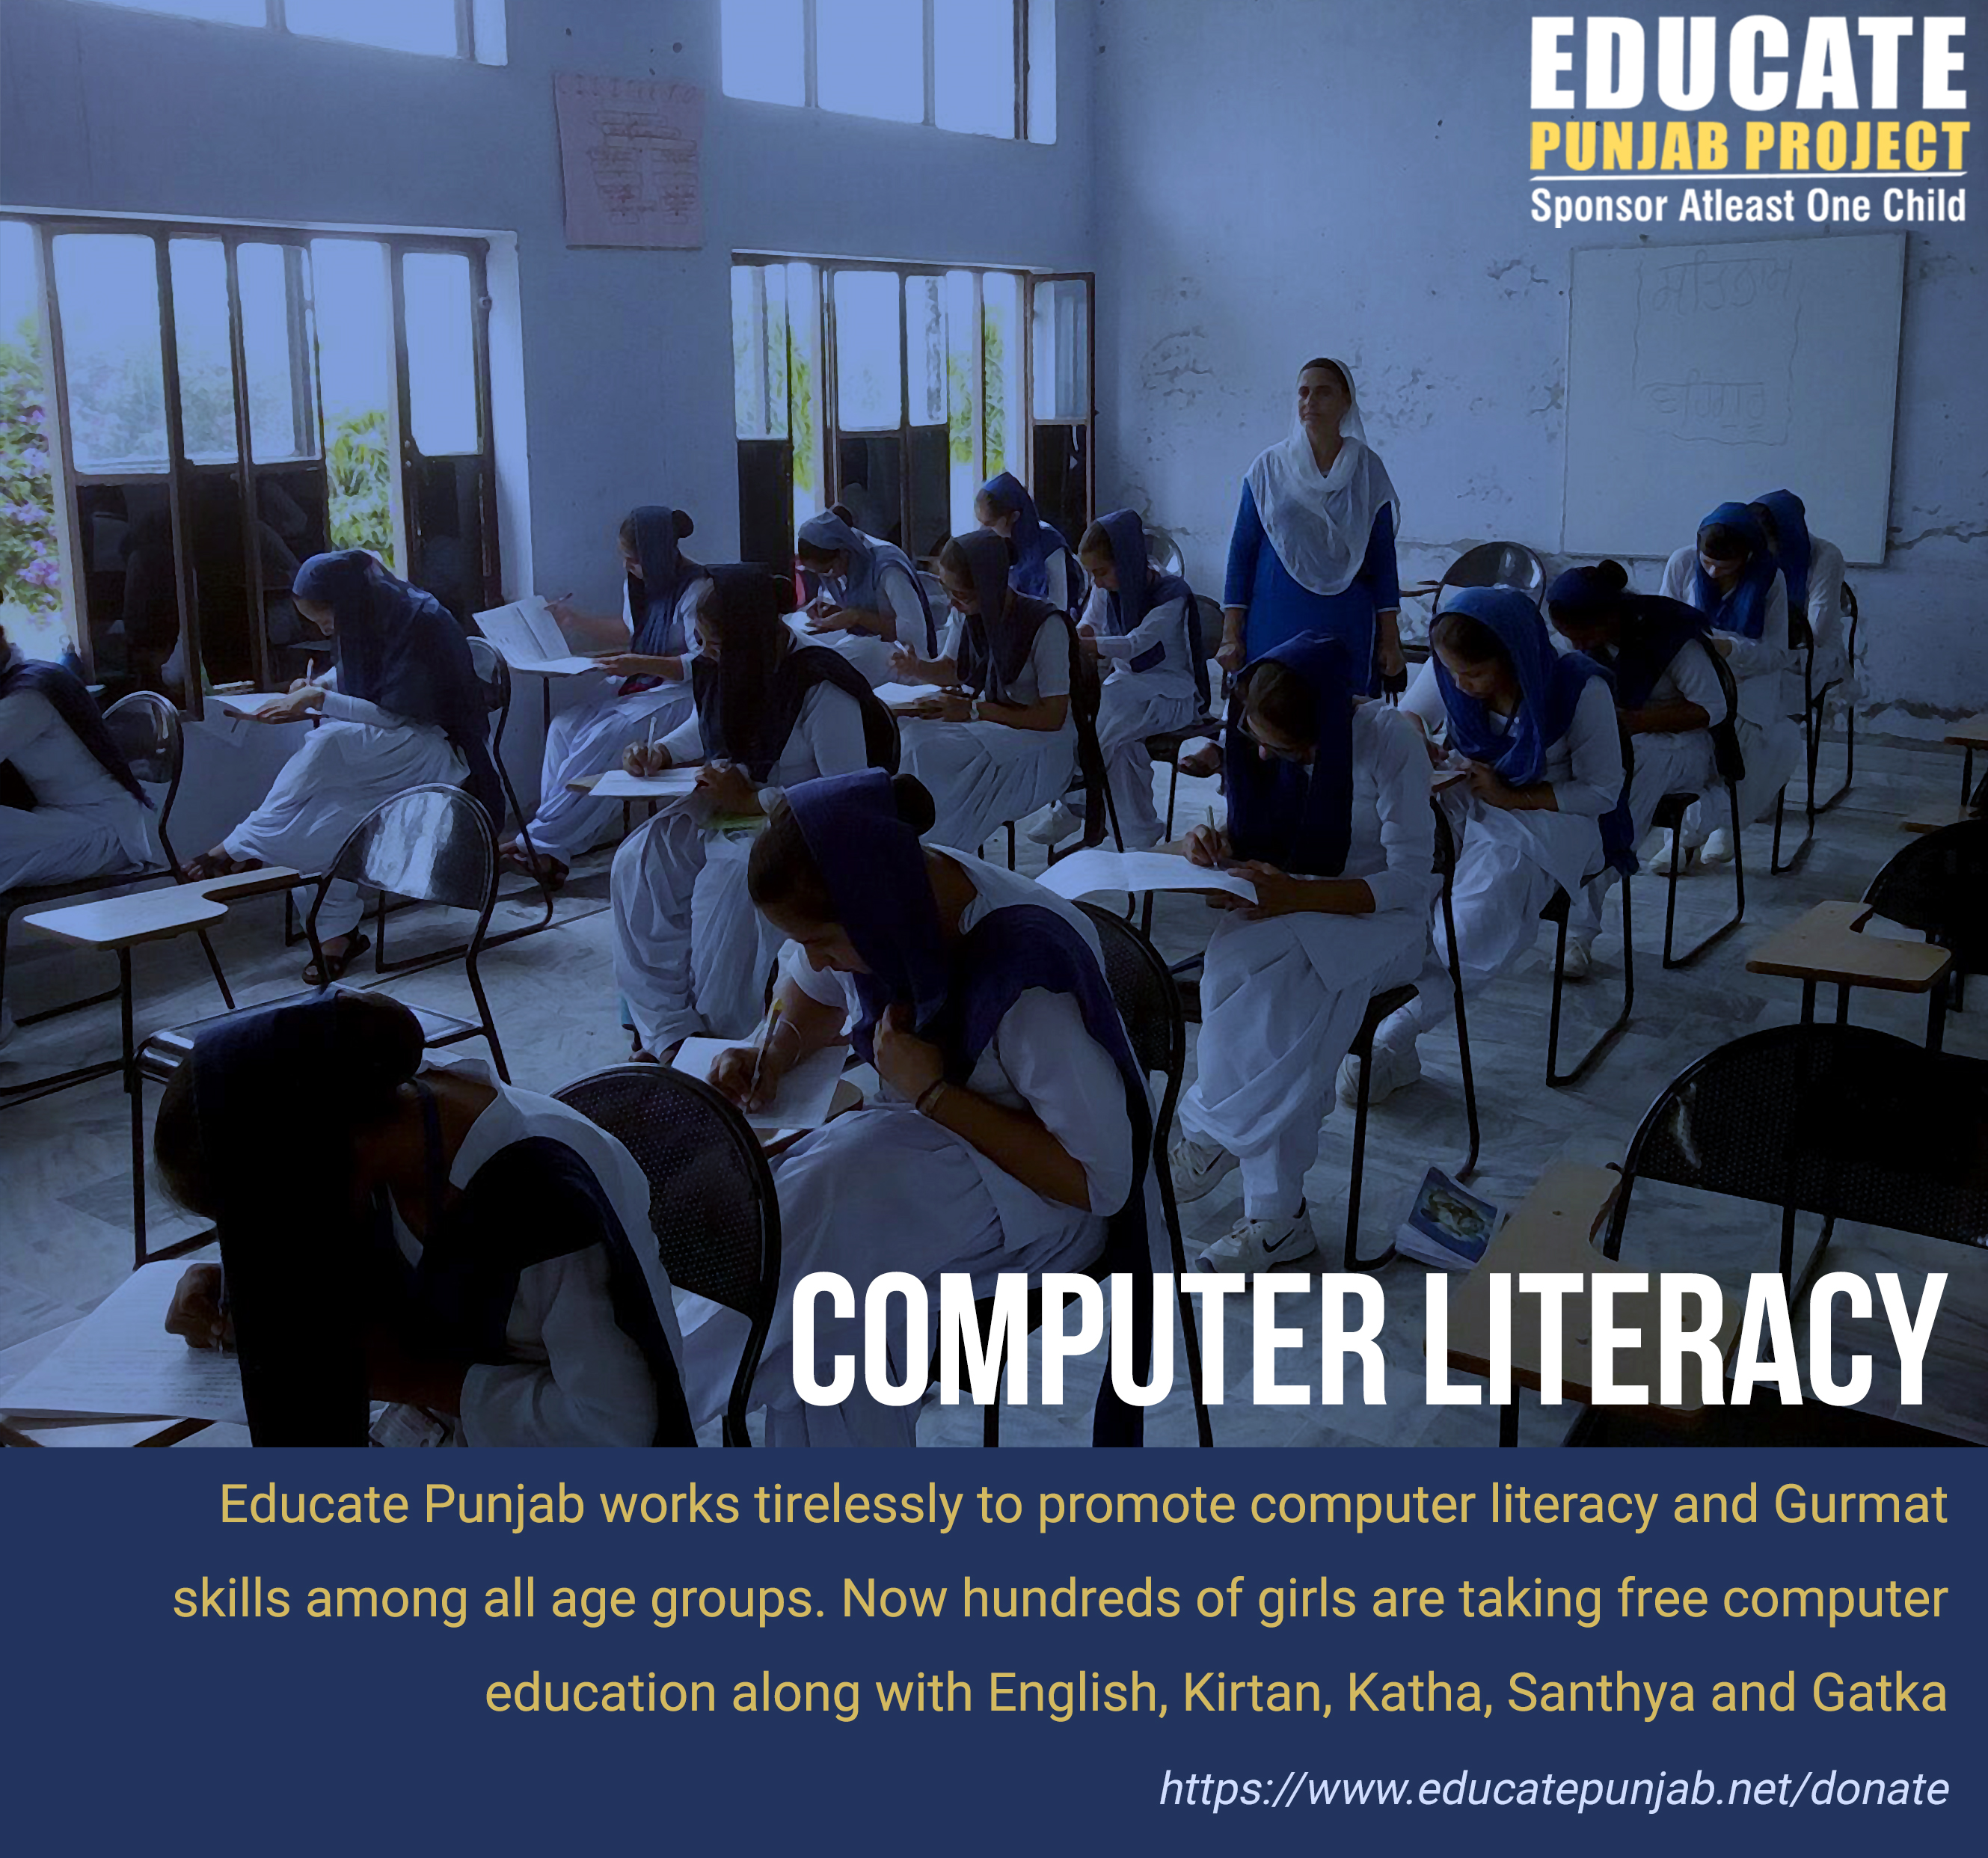 EDUCATE
PUNJAB PROJECT
Sponsor Atleast One Child
COMPUTER LITERACY
Educate Punjab works tirelessly to promote computer literacy and Gurmat
skills among all age groups. Now hundreds of girls are taking free computer
education along with English, Kirtan, Katha, Santhya and Gatka
https://www.educatepunjab.net/donate